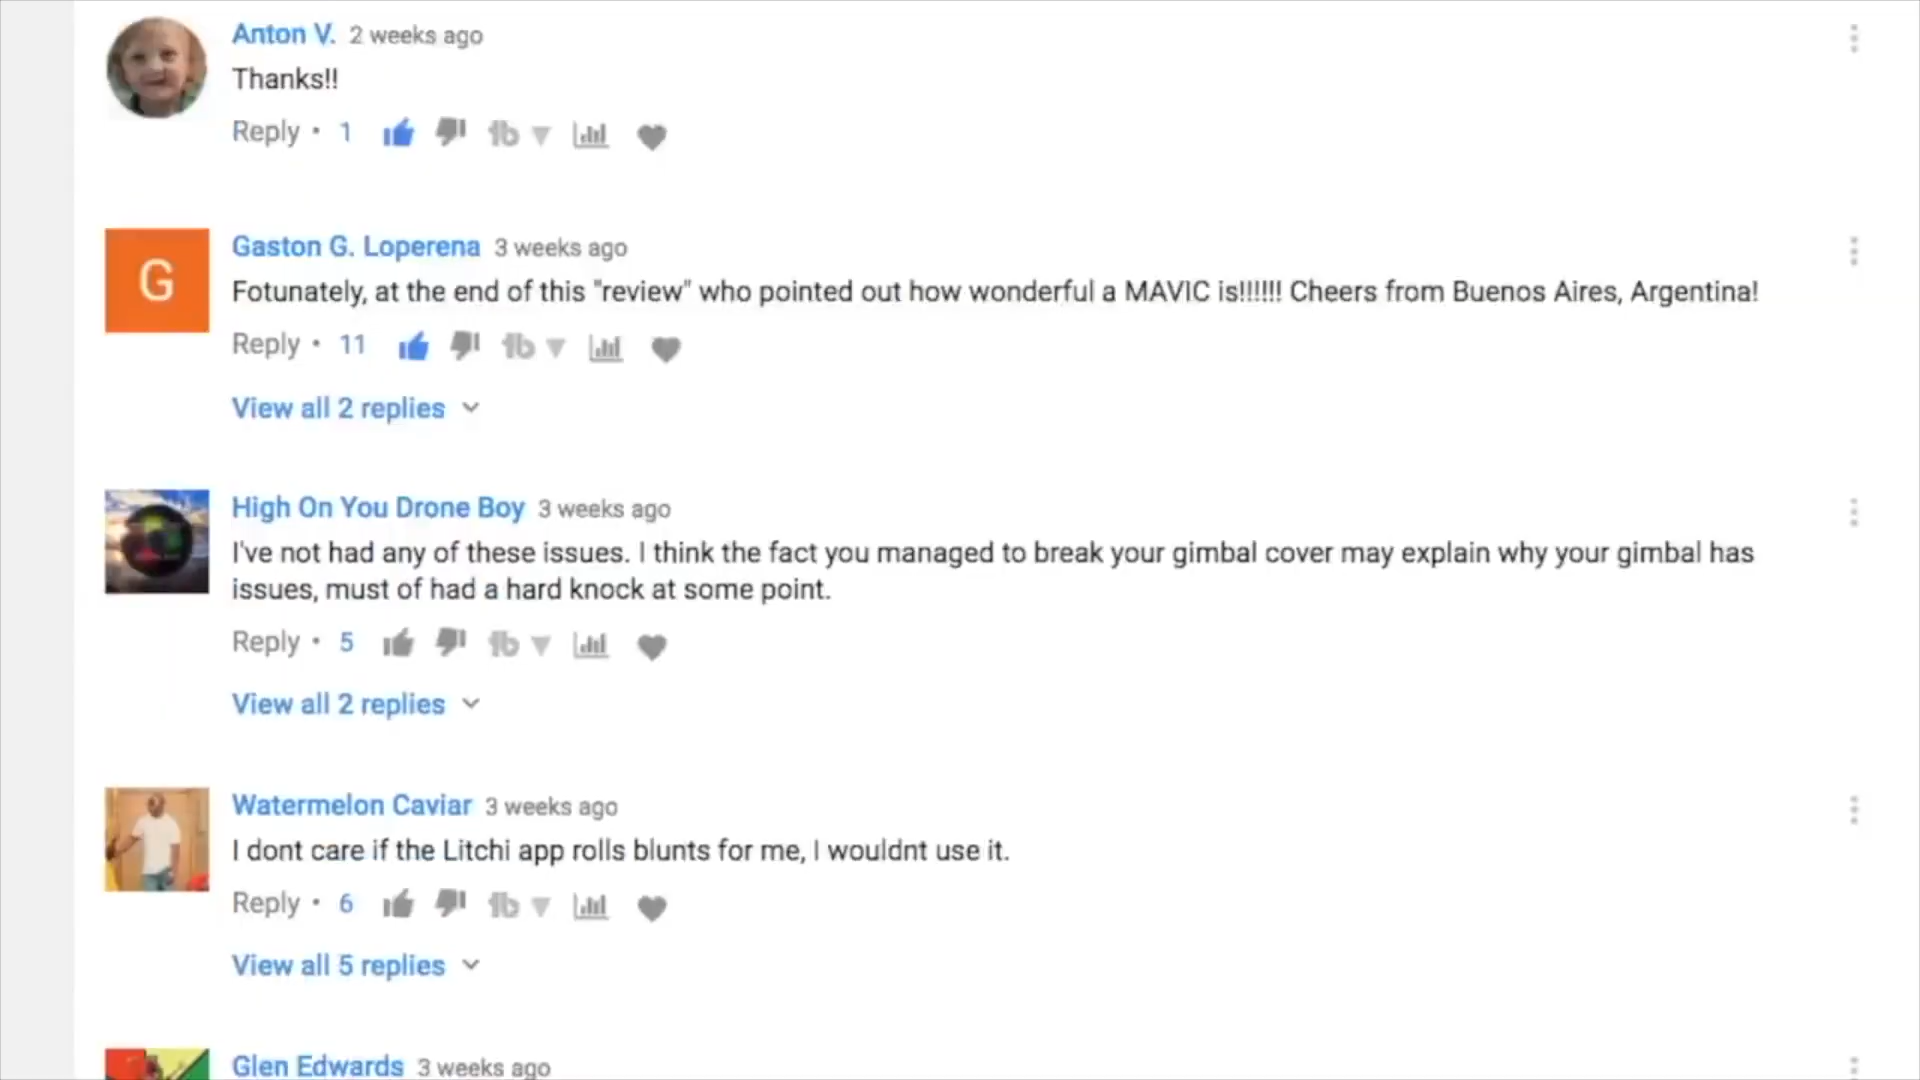 Anton V. 2 weeks ago
Thanks!!
Reply • 1 tb
G
Gaston G. Loperena 3 weeks ago
Fotunately, at the end of this "review" who pointed out how wonderful a MAVIC is!!!!!! Cheers from Buenos Aires, Argentina!
Reply • 11 tb
View all 2 replies
High On You Drone Boy 3 weeks ago
I've not had any of these issues. I think the fact you managed to break your gimbal cover may explain why your gimbal has
issues, must of had a hard knock at some point.
Reply • 5 tb
View all 2 replies
Watermelon Caviar 3 weeks ago
I dont care if the Litchi app rolls blunts for me, I wouldnt use it.
Reply • 6 tb
View all 5 replies
Glen Edwards 3 weeks ago